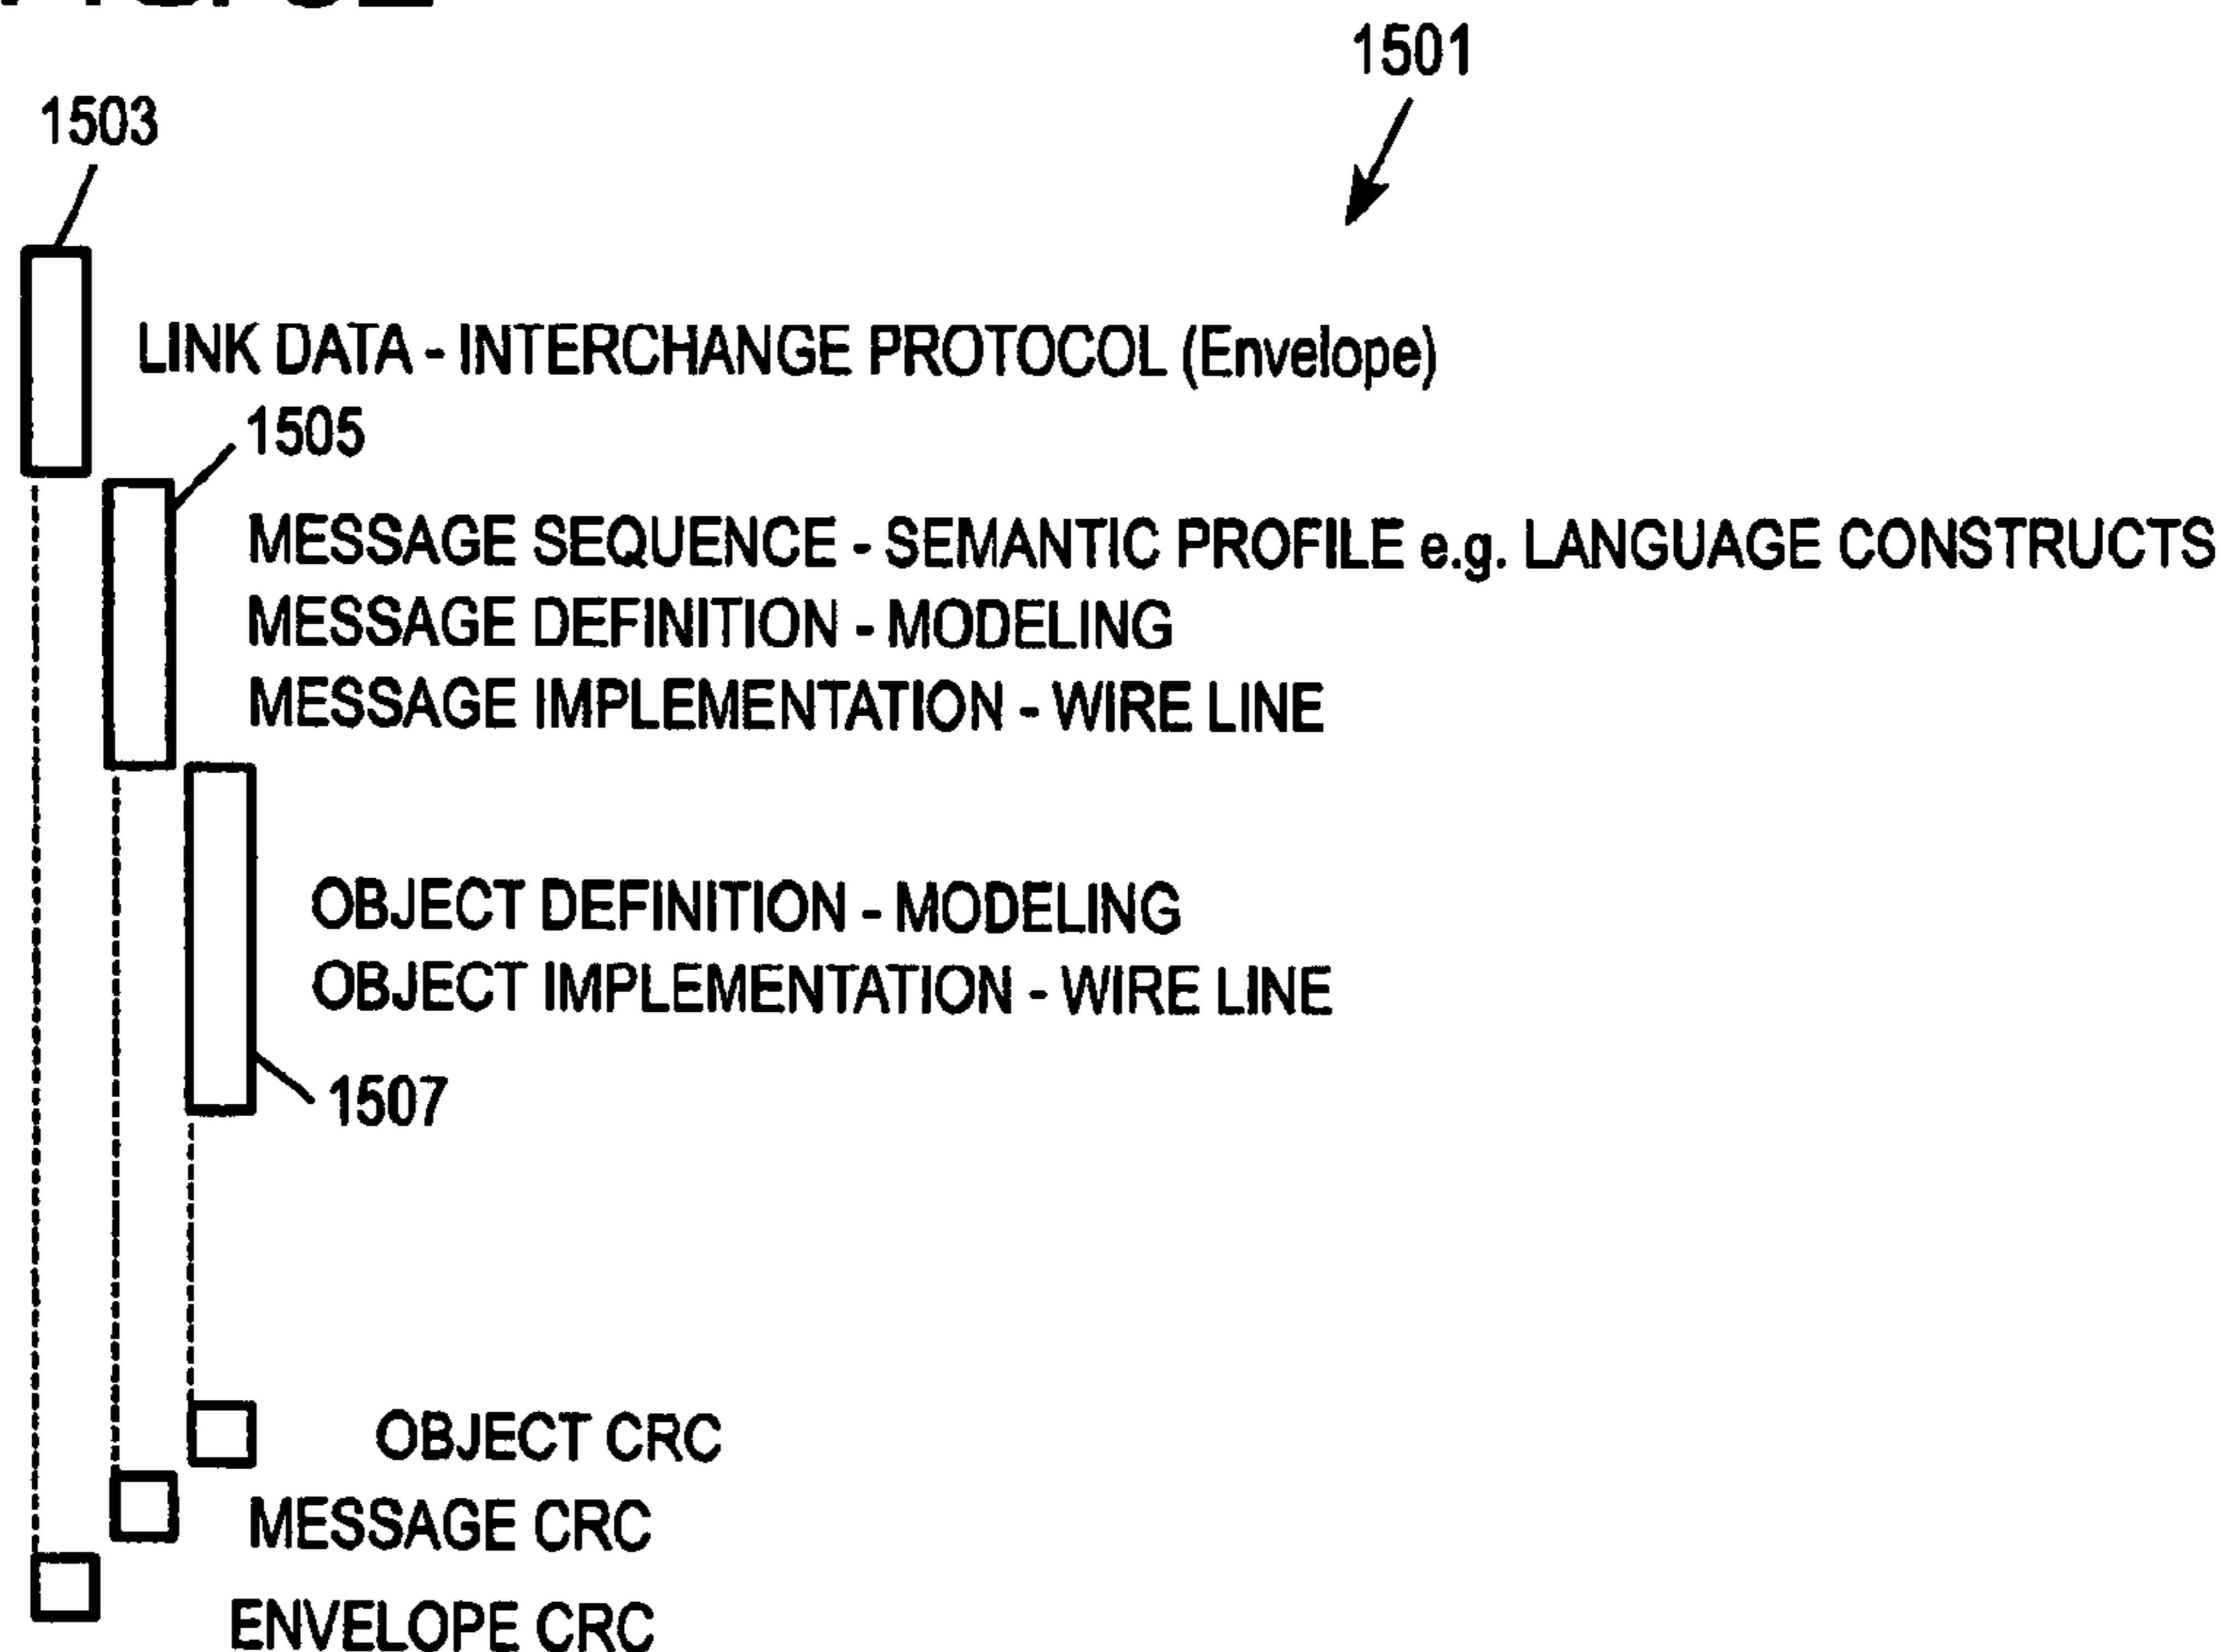 1501
1503
LINK DATA - INTERCHANGE PROTOCOL (Envelope)
1505
MESSAGE SEQUENCE - SEMANTIC PROFILE e.g. LANGUAGE CONSTRUCTS
MESSAGE DEFINITION - MODELING
MESSAGE IMPLEMENTATION - WIRE LINE
OBJECT DEFINITION - MODELING
OBJECT IMPLEMENTATION - WIRE LINE
1507
OBJECT CRC
MESSAGE CRC
ENVELOPE CRC